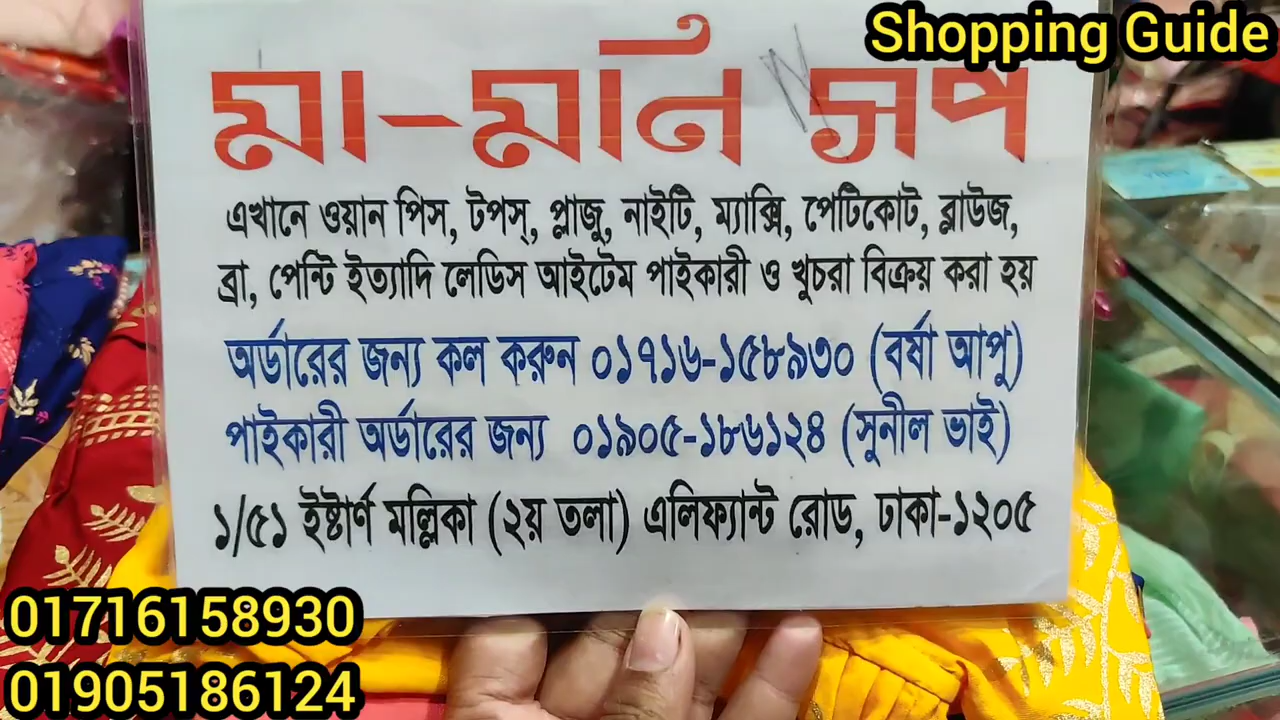 Shopping Guide
মা-মনি সপ
এখানে ওয়ান পিস, টপস্, প্লাজু, নাইটি, ম্যাক্সি, পেটিকোট, ব্লাউজ,
ব্রা, পেন্টি ইত্যাদি লেডিস আইটেম পাইকারী ও খুচরা বিক্রয় করা হয়
অর্ডারের জন্য কল করুন ০১৭১৬-১৫৮৯৩০ (বর্ষা আপু)
পাইকারী অর্ডারের জন্য ০১৯০৫-১৮৬১২৪ (সুনীল ভাই)
১/৫১ ইষ্টার্ণ মল্লিকা (২য় তলা) এলিফ্যান্ট রোড, ঢাকা-১২০৫
01716158930
01905186124